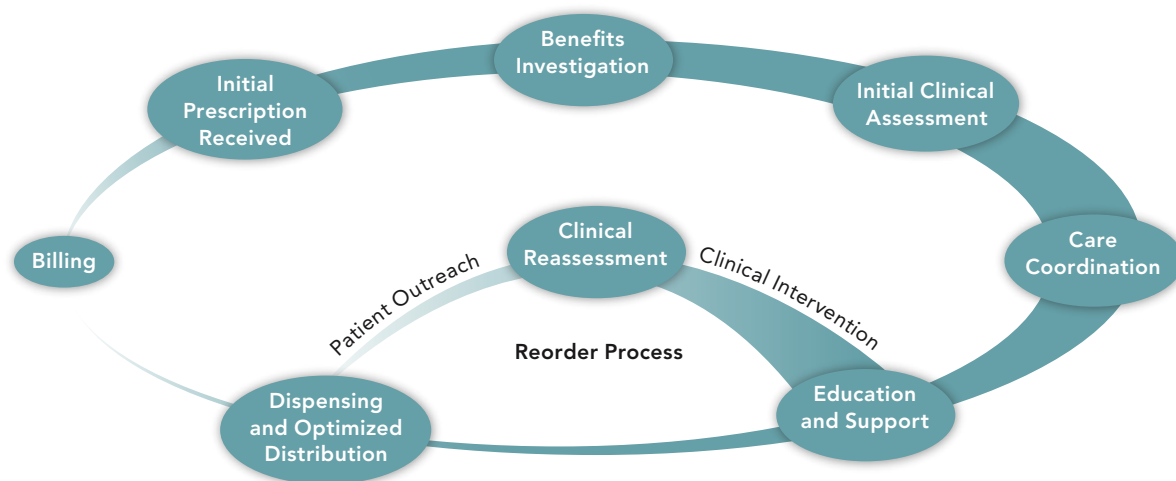 Benefits
Investigation
Initial
Prescription
Received
Initial Clinical
Assessment
Billing
Clinical
Reassessment
Care
Coordination
Patient Outreach
Clinical Intervention
Reorder Process
Dispensing
and Optimized
Distribution
Education
and Support